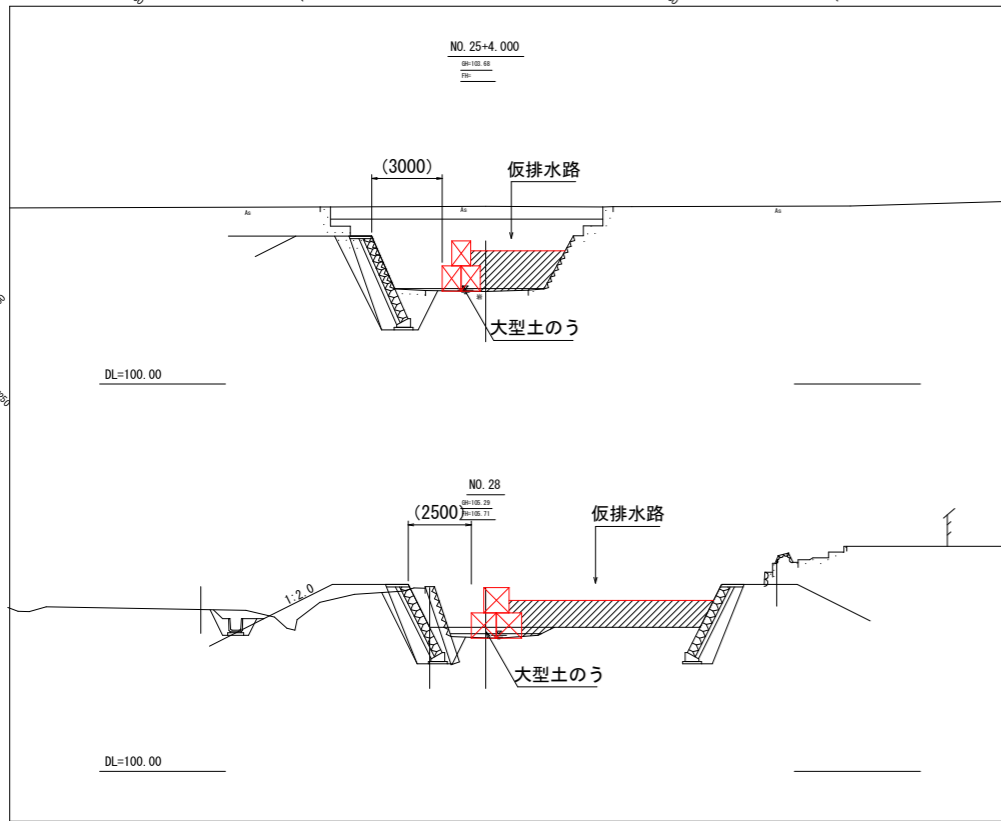 NO. 25+4.000
GH=103.68
FH=
(3000)
仮排水路
As
As
As
大型土のう
DL=100.00
NO. 28
GH=105.29
FH=105.71
(2500)
仮排水路
1:2.0
大型土のう
DL=100.00